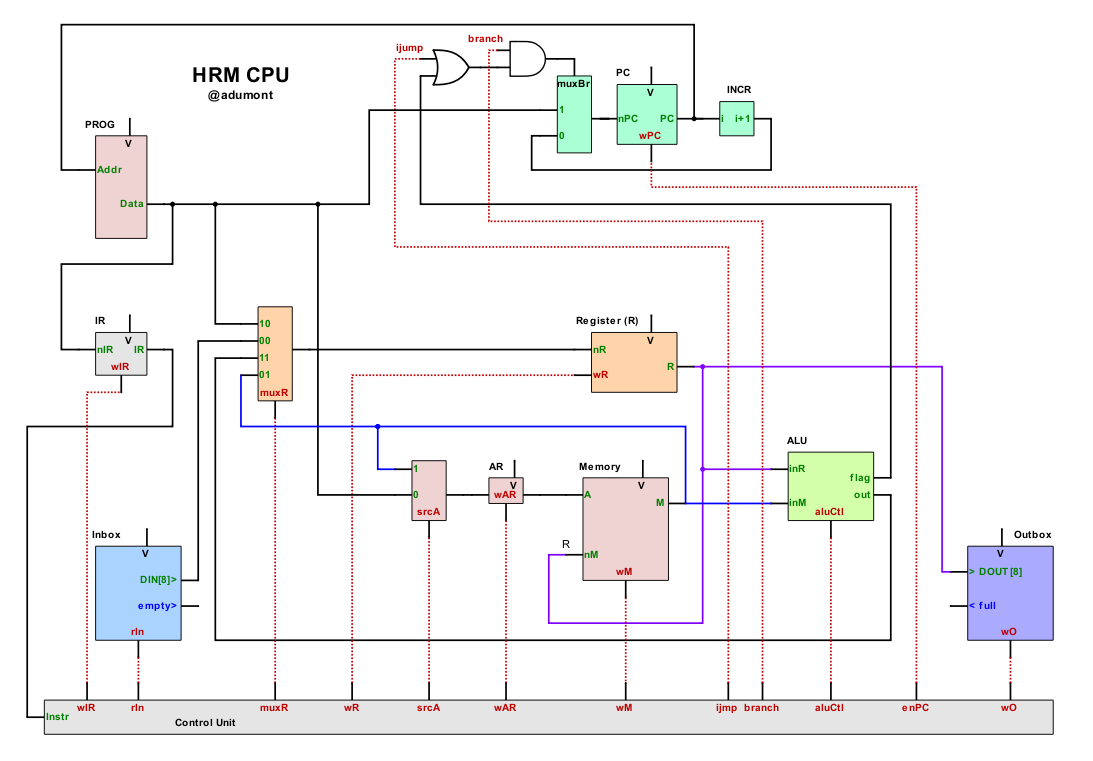 ijump
branch
HRM CPU
@adumont
PC
muxBr
V
INCR
1
nPC
PC
i
i+1
wPC
0
PROG
V
Addr
Data
IR
V
nIR
IR
wIR
10
00
11
01
muxR
Register (R)
V
nR
R
wR
ALU
inR
flag
out
inM
aluCtl
1
0
srcA
AR
V
wAR
Memory
V
A
M
R
nM
wM
Inbox
V
DIN[8]>
empty>
rIn
Outbox
V
> DOUT[8]
< full
wO
Instr
wIR
rIn
muxR
wR
srcA
wAR
wM
ijmp
branch
aluCtl
enPC
wO
Control Unit